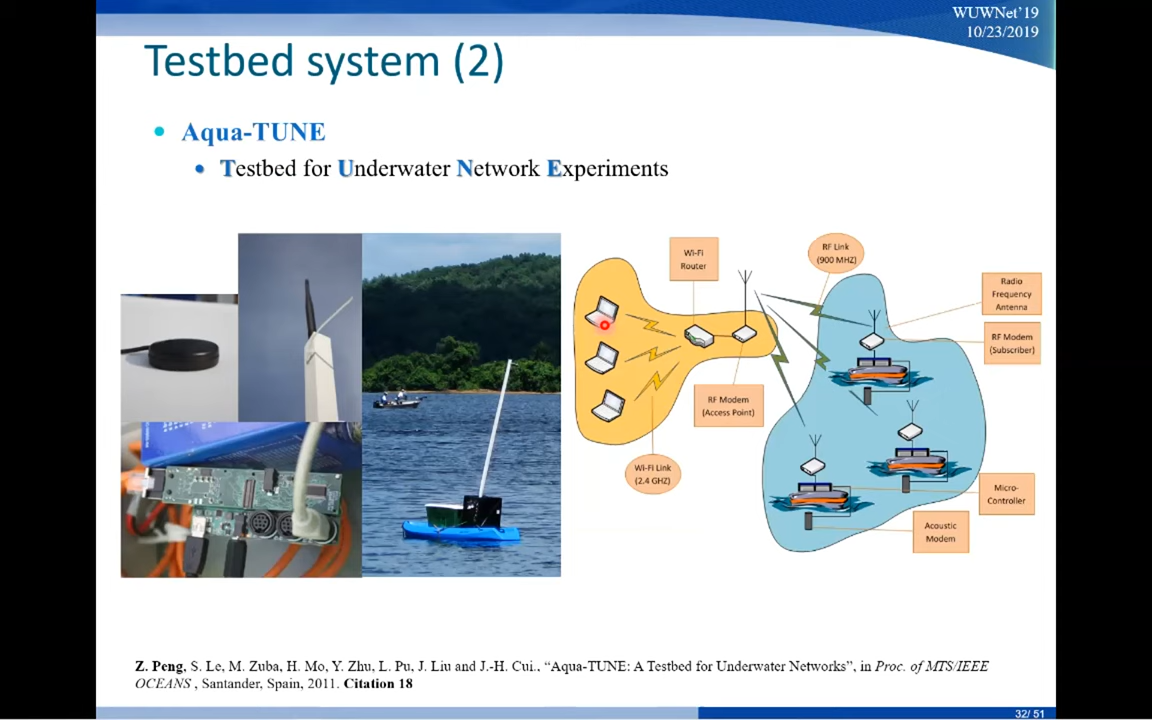 WUWNet'19
10/23/2019
Testbed system (2)
Aqua-TUNE
Testbed for Underwater Network Experiments
Wi-Fi
Router
RF Link
(900 MHZ)
Radio
Frequency
Antenna
RF Modem
(Subscriber)
RF Modem
(Access Point)
Wi-Fi Link
(2.4 GHZ)
Micro-
Controller
Acoustic
Modem
Z. Peng, S. Le, M. Zuba, H. Mo, Y. Zhu, L. Pu, J. Liu and J.-H. Cui., “Aqua-TUNE: A Testbed for Underwater Networks”, in Proc. of MTS/IEEE
OCEANS , Santander, Spain, 2011. Citation 18
32/ 51